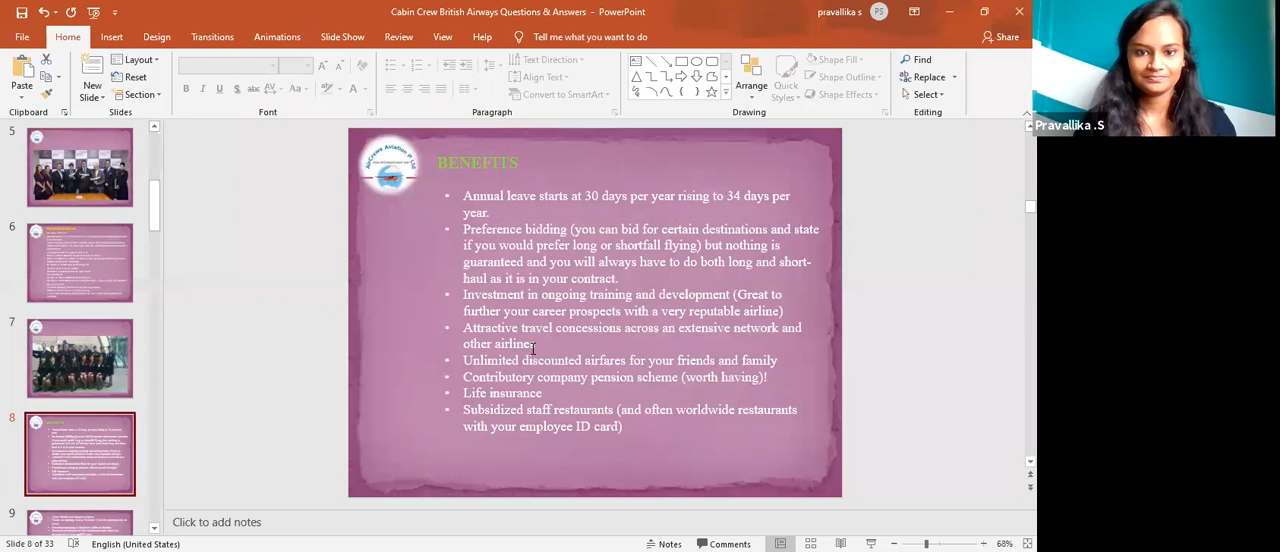 Cabin Crew British Airways Questions & Answers - PowerPoint
pravallika s
PS
File
Home
Insert
Design
Transitions
Animations
Slide Show
Review
View
Help
Tell me what you want to do
Share
Paste
New
Slide
Layout
Reset
Section
Text Direction
Align Text
Convert to SmartArt
Arrange
Quick
Styles
Shape Fill
Shape Outline
Shape Effects
Find
Replace
Select
Clipboard
Slides
Font
Paragraph
Drawing
Editing
Pravallika .S
5
6
7
8
9
AirCrews Aviation P Ltd
BENEFITS
• Annual leave starts at 30 days per year rising to 34 days per
year.
• Preference bidding (you can bid for certain destinations and state
if you would prefer long or shortfall flying) but nothing is
guaranteed and you will always have to do both long and short-
haul as it is in your contract.
• Investment in ongoing training and development (Great to
further your career prospects with a very reputable airline)
• Attractive travel concessions across an extensive network and
other airlines
• Unlimited discounted airfares for your friends and family
• Contributory company pension scheme (worth having)!
• Life insurance
• Subsidized staff restaurants (and often worldwide restaurants
with your employee ID card)
Click to add notes
Slide 8 of 33
English (United States)
Notes
Comments
68%